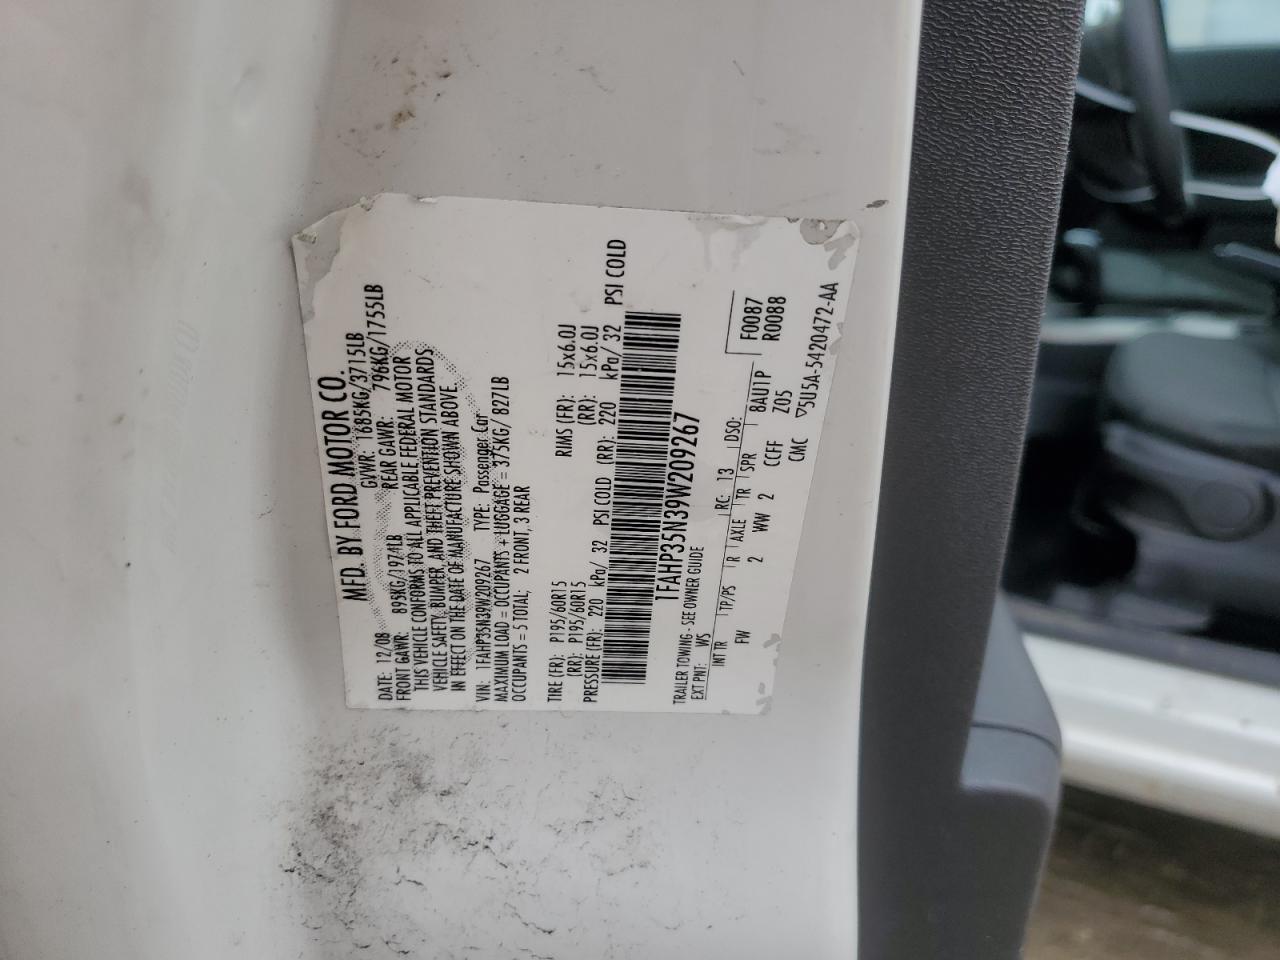 MFD. BY FORD MOTOR CO.
DATE: 12/08 GVWR: 1685KG/3715LB
FRONT GAWR: 895KG/1974LB REAR GAWR: 796KG/1755LB
THIS VEHICLE CONFORMS TO ALL APPLICABLE FEDERAL MOTOR
VEHICLE SAFETY, BUMPER, AND THEFT PREVENTION STANDARDS
IN EFFECT ON THE DATE OF MANUFACTURE SHOWN ABOVE.
VIN: 1FAHP35N39W209267 TYPE: Passenger Car
MAXIMUM LOAD = OCCUPANTS + LUGGAGE = 375KG/ 827LB
OCCUPANTS = 5 TOTAL; 2 FRONT, 3 REAR
TIRE (FR): P195/60R15 RIMS (FR): 15x6.0J
(RR): P195/60R15 (RR): 15x6.0J
PRESSURE (FR): 220 kPa/ 32 PSI COLD (RR): 220 kPa/ 32 PSI COLD
1FAHP35N39W209267
TRAILER TOWING - SEE OWNER GUIDE
EXT PNT: WS RC: 13 DSO: F0087
R0088
INT TR TP/PS R AXLE TR SPR 8AU1P
FW 2 WW 2 CCFF Z05
CMC ▽5U5A-5420472-AA